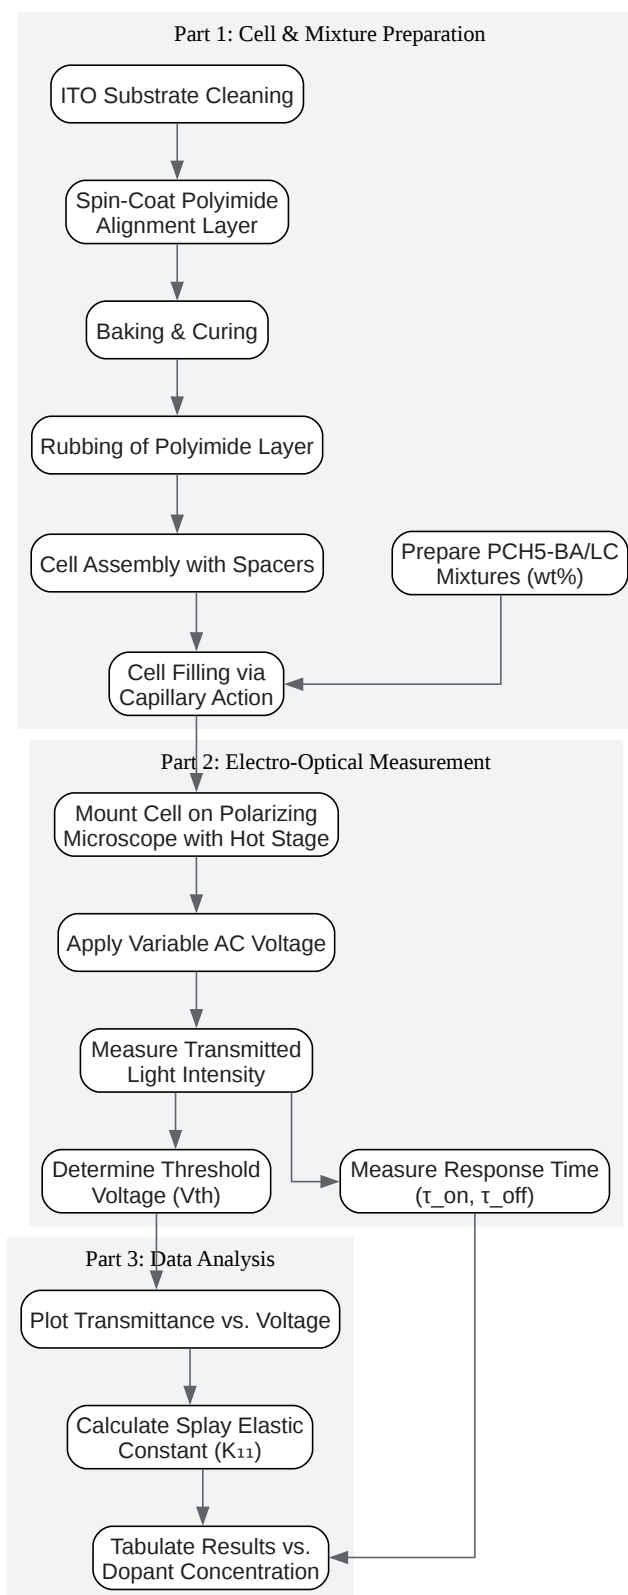 Part 1: Cell & Mixture Preparation
ITO Substrate Cleaning
Spin-Coat Polyimide
Alignment Layer
Baking & Curing
Rubbing of Polyimide Layer
Cell Assembly with Spacers
Prepare PCH5-BA/LC
Mixtures (wt%)
Cell Filling via
Capillary Action
Part 2: Electro-Optical Measurement
Mount Cell on Polarizing
Microscope with Hot Stage
Apply Variable AC Voltage
Measure Transmitted
Light Intensity
Determine Threshold
Voltage (Vth)
Measure Response Time
(τ_on, τ_off)
Part 3: Data Analysis
Plot Transmittance vs. Voltage
Calculate Splay Elastic
Constant (K₁₁)
Tabulate Results vs.
Dopant Concentration